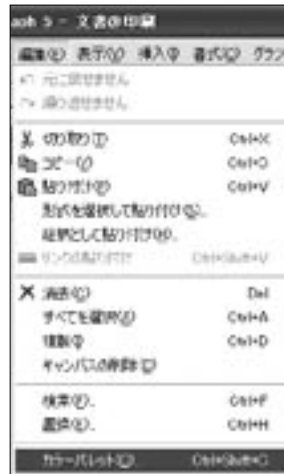 aph 5 - 文書の印刷
編集(E) 表示(V) 挿入(I) 書式(O) グラフ
元に戻せません
繰り返せません
切り取り(T) Ctrl+X
コピー(C) Ctrl+C
貼り付け(P) Ctrl+V
形式を選択して貼り付け(S)...
結果として貼り付け(W)...
リンクの貼り付け Ctrl+Shift+V
消去(C) Del
すべてを選択(A) Ctrl+A
複製(I) Ctrl+D
キャンバスの削除(D)
検索(F)... Ctrl+F
置換(E)... Ctrl+H
カラーパレット(C) Ctrl+Shift+C